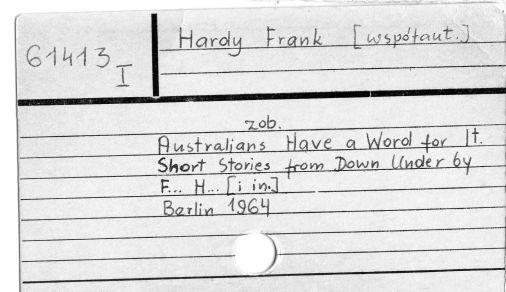 61413
I
Hardy Frank [współaut.]
zob.
Australians Have a Word for It.
Short Stories from Down Under by
F... H... [i in.]
Berlin 1964